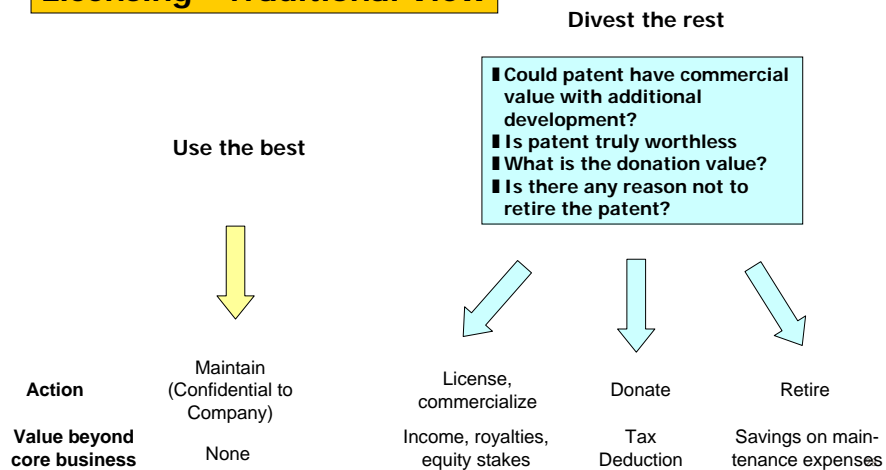 Licensing - Traditional View
Divest the rest
Could patent have commercial
value with additional
development?
Is patent truly worthless
What is the donation value?
Is there any reason not to
retire the patent?
Use the best
Action
Maintain
(Confidential to
Company)
License,
commercialize
Donate
Retire
Value beyond
core business
None
Income, royalties,
equity stakes
Tax
Deduction
Savings on main-
tenance expenses